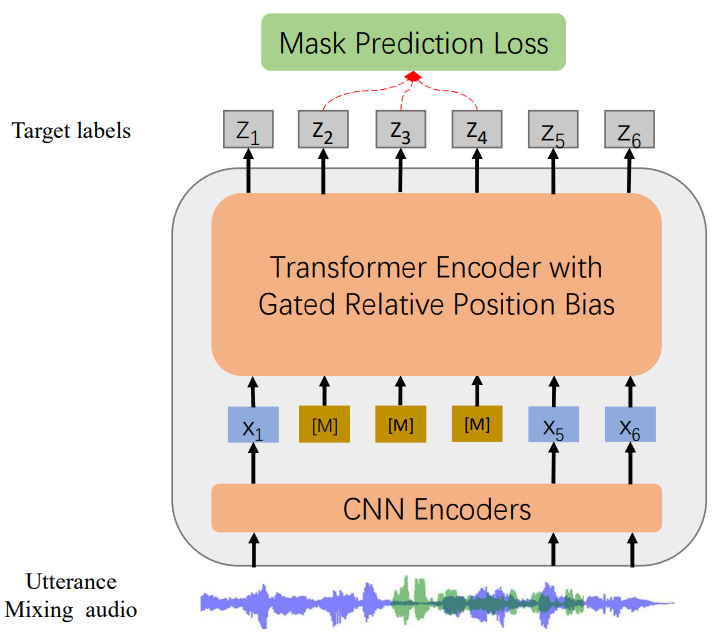 Mask Prediction Loss
Target labels
Z1 z2 z3 z4 Z5 Z6
Transformer Encoder with
Gated Relative Position Bias
x1 [M] [M] [M] x5 x6
CNN Encoders
Utterance
Mixing audio